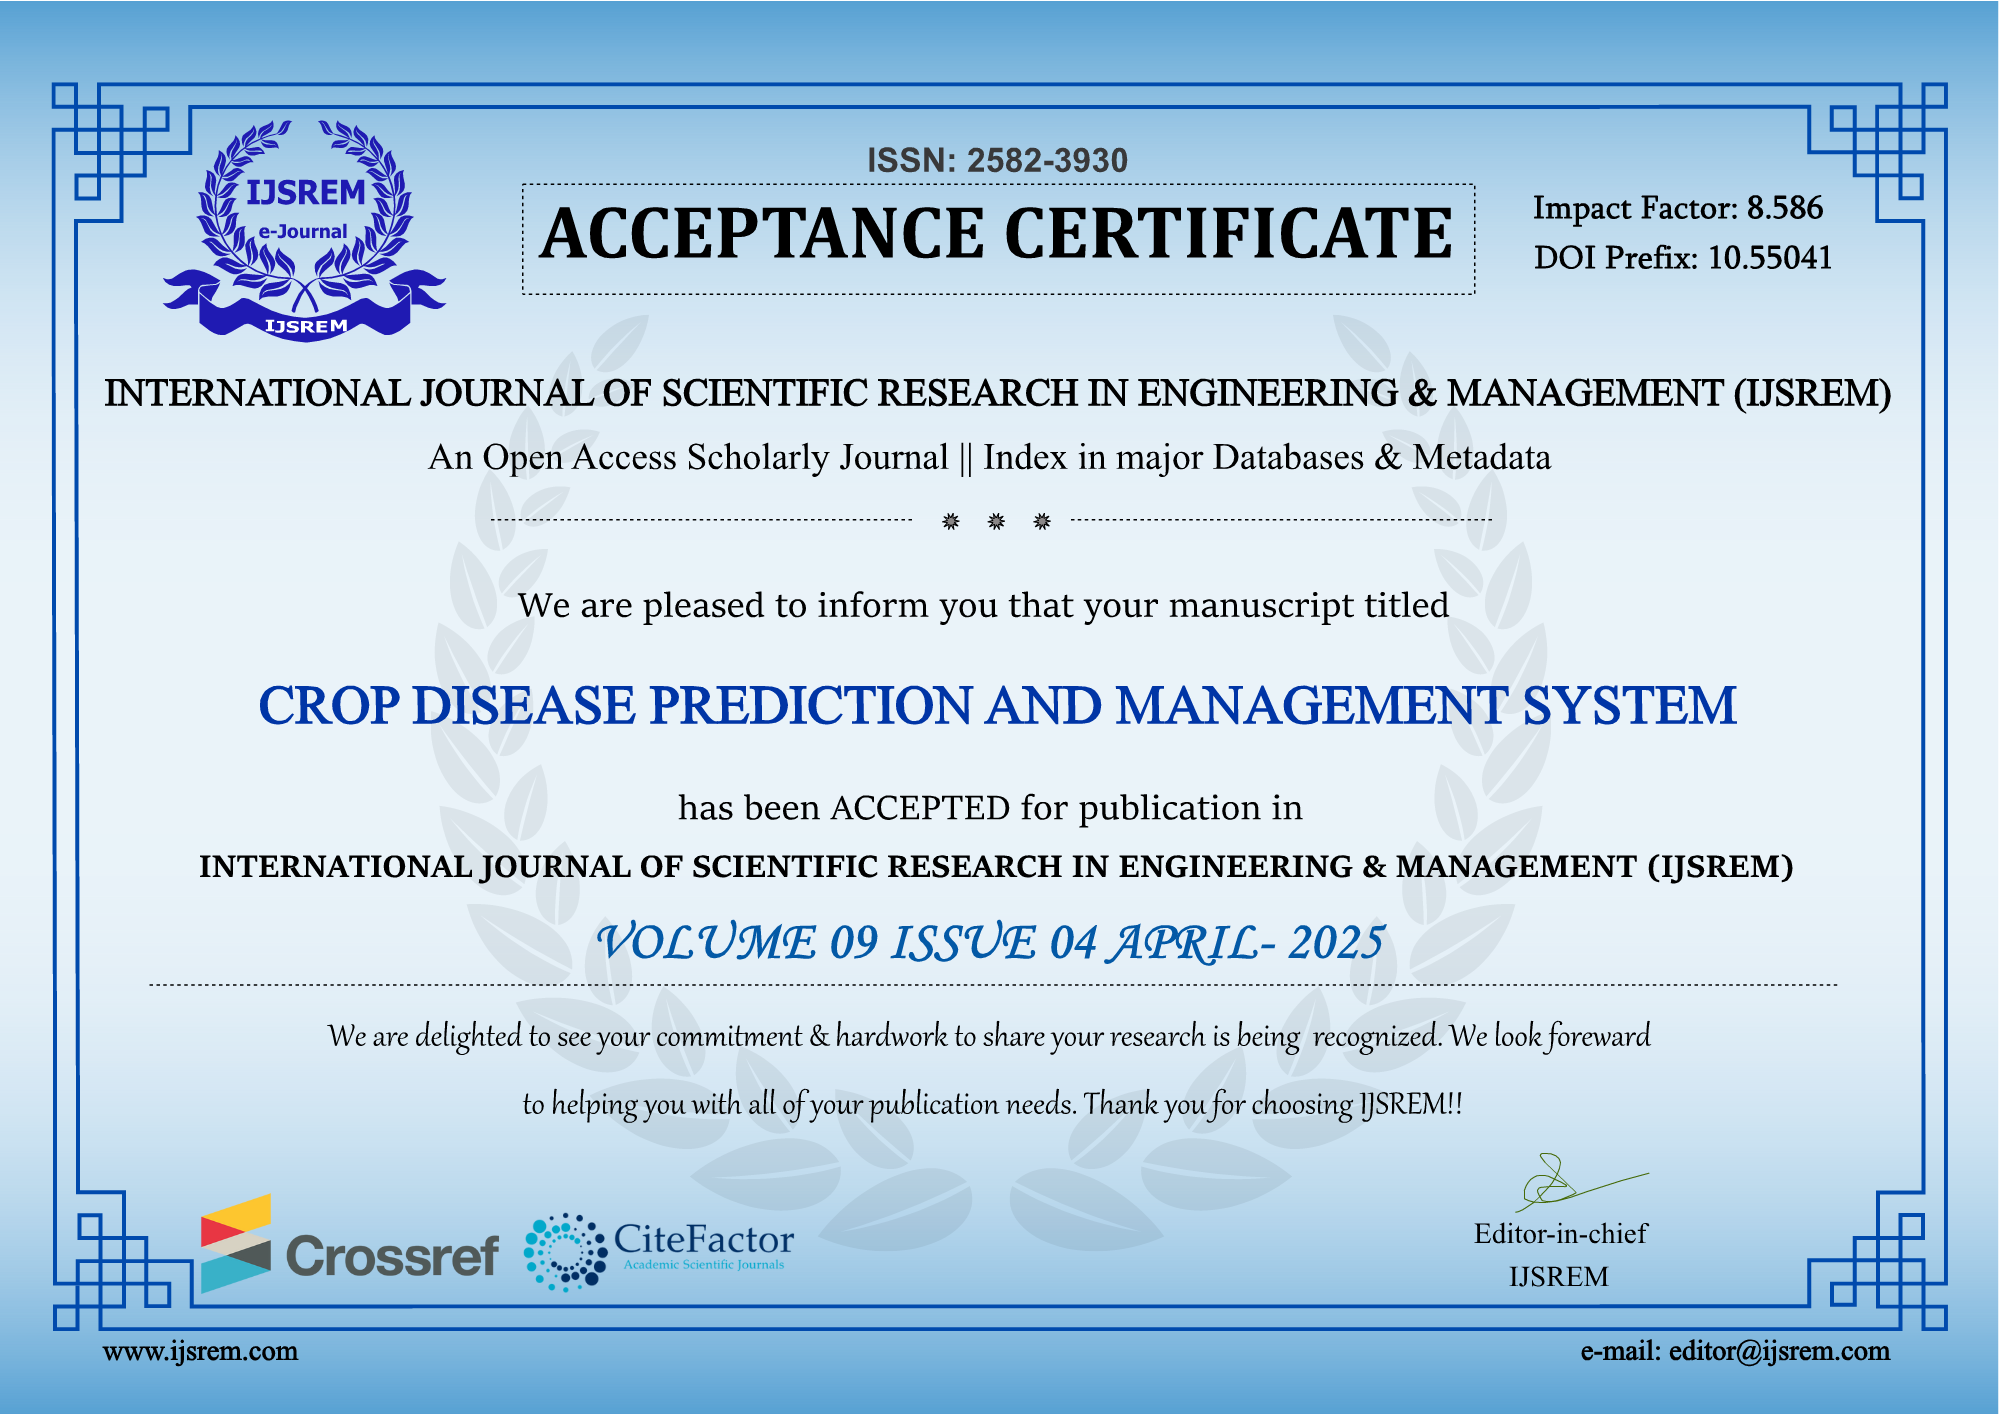 IJSREM
e-Journal
IJSREM
ISSN: 2582-3930
ACCEPTANCE CERTIFICATE
Impact Factor: 8.586
DOI Prefix: 10.55041
INTERNATIONAL JOURNAL OF SCIENTIFIC RESEARCH IN ENGINEERING & MANAGEMENT (IJSREM)
An Open Access Scholarly Journal || Index in major Databases & Metadata
We are pleased to inform you that your manuscript titled
CROP DISEASE PREDICTION AND MANAGEMENT SYSTEM
has been ACCEPTED for publication in
INTERNATIONAL JOURNAL OF SCIENTIFIC RESEARCH IN ENGINEERING & MANAGEMENT (IJSREM)
VOLUME 09 ISSUE 04 APRIL- 2025
We are delighted to see your commitment & hardwork to share your research is being recognized. We look foreward
to helping you with all of your publication needs. Thank you for choosing IJSREM!!
Crossref
CiteFactor
Academic Scientific Journals
Editor-in-chief
IJSREM
www.ijsrem.com
e-mail: editor@ijsrem.com